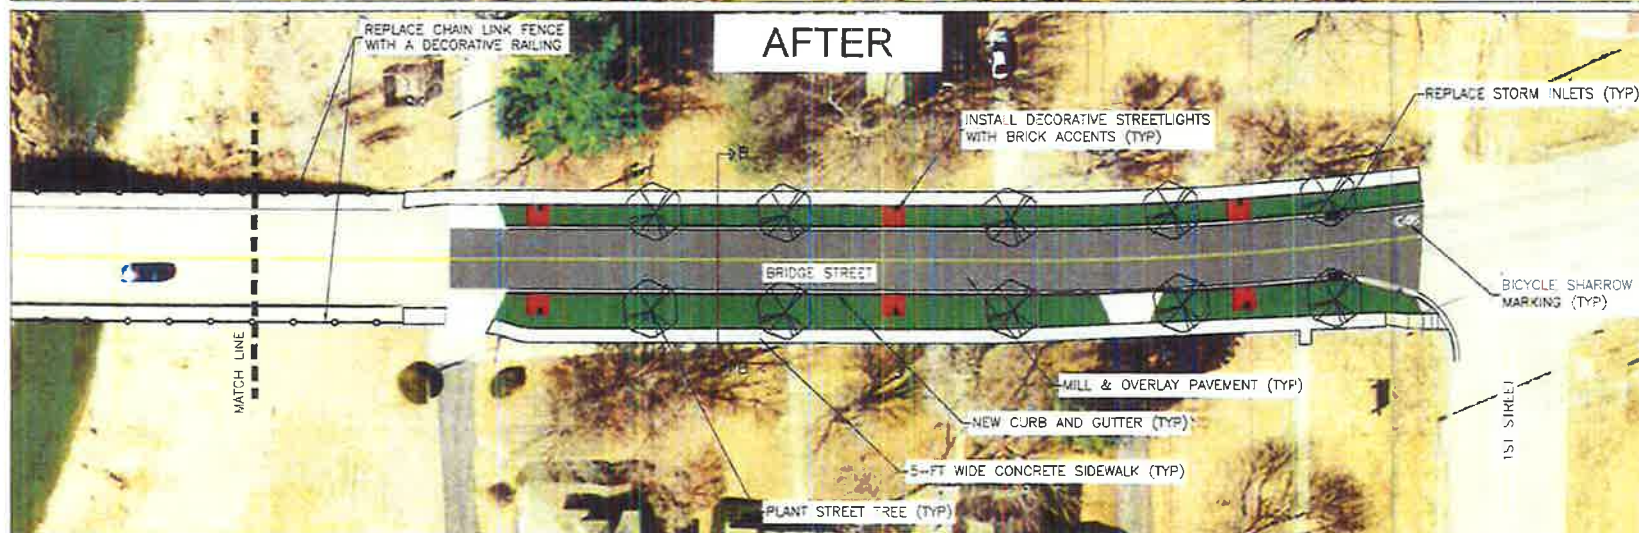 AFTER
REPLACE CHAIN LINK FENCE
WITH A DECORATIVE RAILING
REPLACE STORM INLETS (TYP)
INSTALL DECORATIVE STREETLIGHTS
WITH BRICK ACCENTS (TYP)
B
BRIDGE STREET
BICYCLE SHARROW
MARKING (TYP)
MATCH LINE
B
MILL & OVERLAY PAVEMENT (TYP)
NEW CURB AND GUTTER (TYP)
1ST STREET
5-FT WIDE CONCRETE SIDEWALK (TYP)
PLANT STREET TREE (TYP)